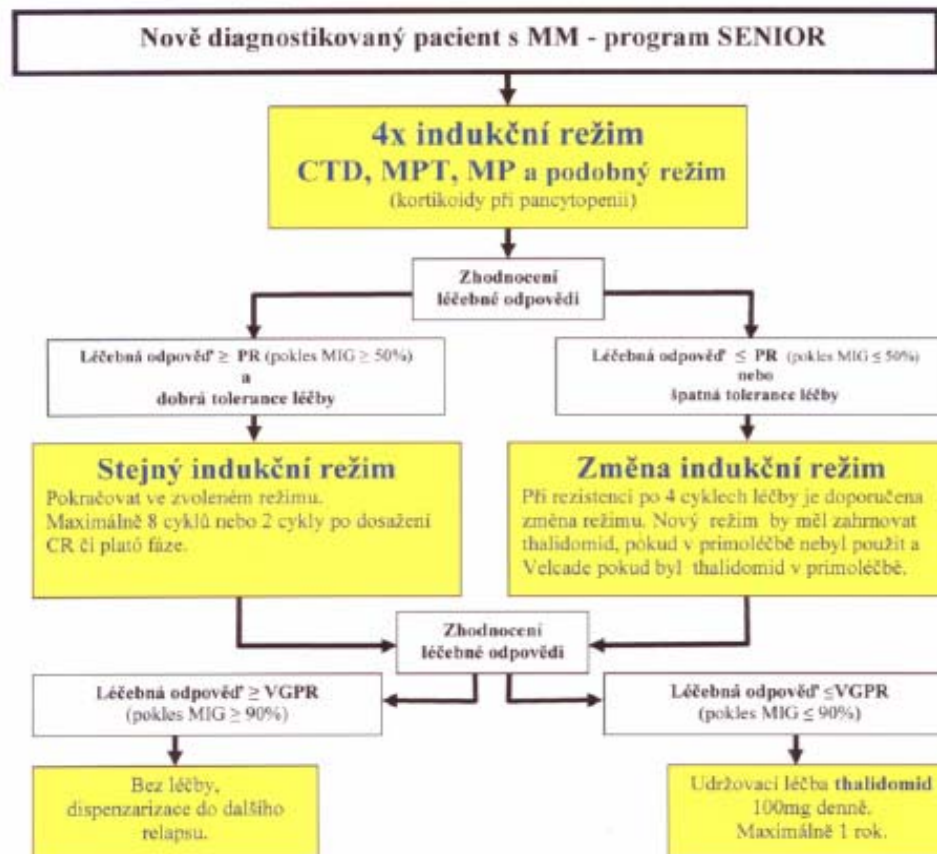 Nově diagnostikovaný pacient s MM - program SENIOR
4x indukční režim
CTD, MPT, MP a podobný režim
(kortikoidy při pancytopenii)
Zhodnocení
léčebné odpovědi
Léčebná odpověď ≥ PR (pokles MIG ≥ 50%)
a
dobrá tolerance léčby
Léčebná odpověď ≤ PR (pokles MIG ≤ 50%)
nebo
špatná tolerance léčby
Stejný indukční režim
Pokračovat ve zvoleném režimu.
Maximálně 8 cyklů nebo 2 cykly po dosažení
CR či plató fáze.
Změna indukční režim
Při rezistenci po 4 cyklech léčby je doporučena
změna režimu. Nový režim by měl zahrnovat
thalidomid, pokud v primoléčbě nebyl použit a
Velcade pokud byl thalidomid v primoléčbě.
Zhodnocení
léčebné odpovědi
Léčebná odpověď ≥ VGPR
(pokles MIG ≥ 90%)
Léčebná odpověď ≤VGPR
(pokles MIG ≤ 90%)
Bez léčby,
dispenzarizace do dalšího
relapsu.
Udržovací léčba thalidomid
100mg denně.
Maximálně 1 rok.